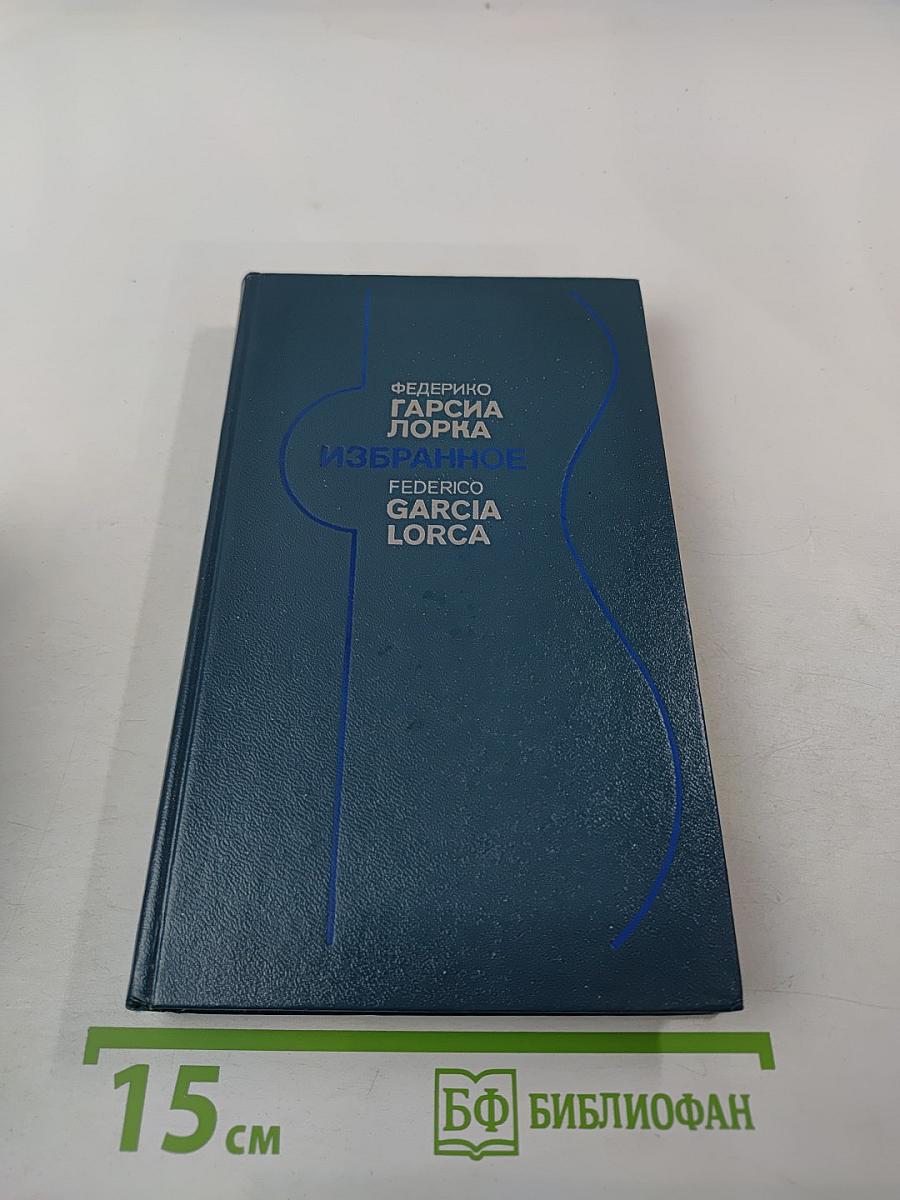 ФЕДЕРИКО
ГАРСИА
ЛОРКА
ИЗБРАННОЕ
FEDERICO
GARCIA
LORCA
15 см
БФ БИБЛИОФАН